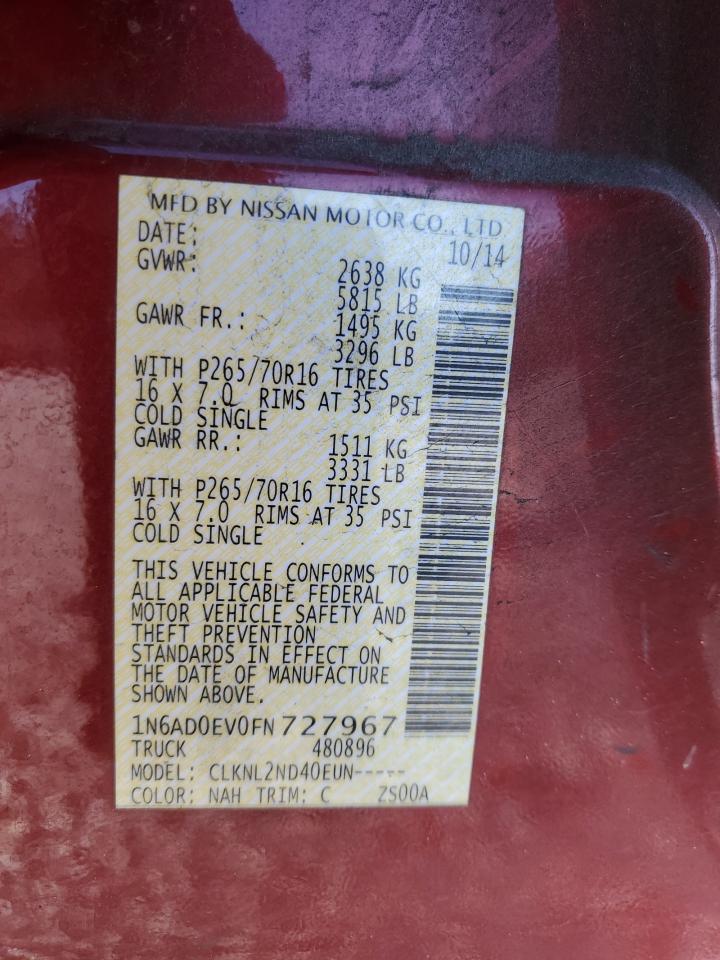 MFD BY NISSAN MOTOR CO., LTD
DATE: 10/14
GVWR: 2638 KG
5815 LB
GAWR FR.: 1495 KG
3296 LB
WITH P265/70R16 TIRES
16 X 7.0 RIMS AT 35 PSI
COLD SINGLE
GAWR RR.: 1511 KG
3331 LB
WITH P265/70R16 TIRES
16 X 7.0 RIMS AT 35 PSI
COLD SINGLE
THIS VEHICLE CONFORMS TO
ALL APPLICABLE FEDERAL
MOTOR VEHICLE SAFETY AND
THEFT PREVENTION
STANDARDS IN EFFECT ON
THE DATE OF MANUFACTURE
SHOWN ABOVE.
1N6AD0EV0FN727967
TRUCK 480896
MODEL: CLKNL2ND40EUN-----
COLOR: NAH TRIM: C ZS00A